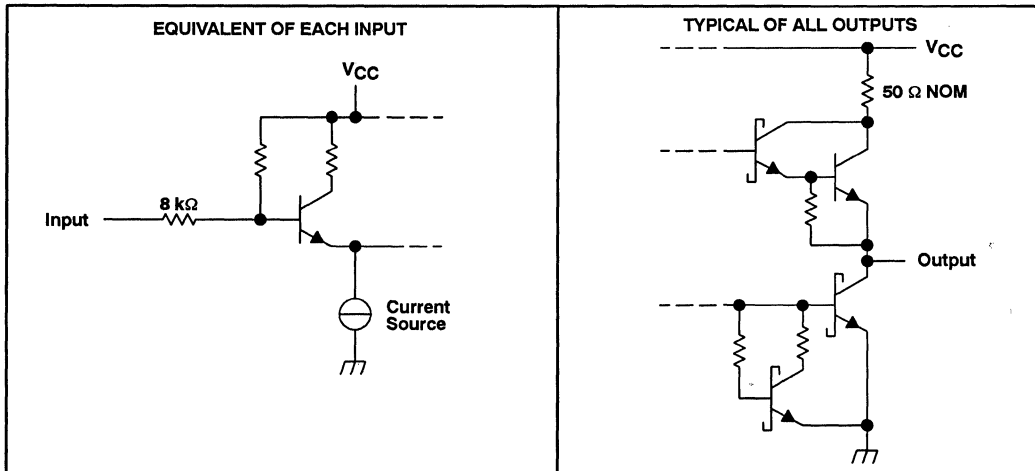 EQUIVALENT OF EACH INPUT
VCC
8 kΩ
Input
Current
Source
TYPICAL OF ALL OUTPUTS
VCC
50 Ω NOM
Output